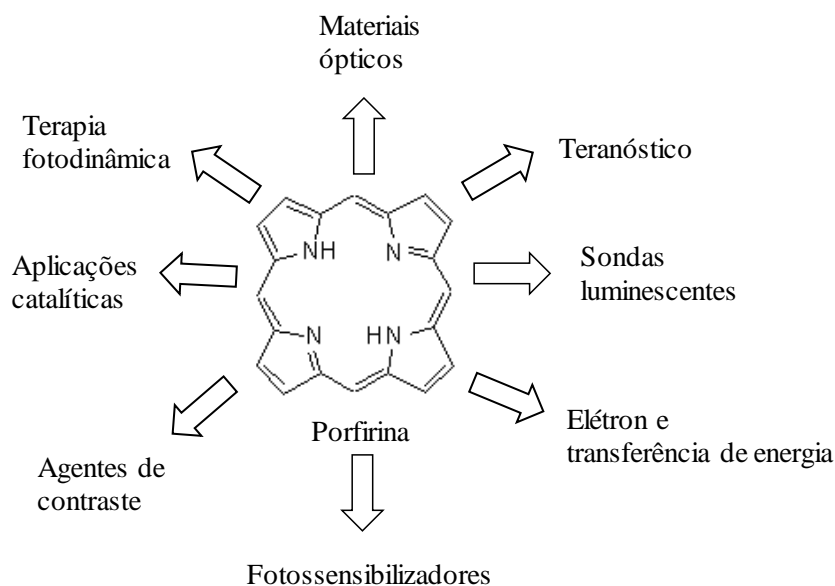 Materiais
ópticos
Terapia
fotodinâmica
Teranóstico
NH
N
Aplicações
catalíticas
Sondas
luminescentes
N
HN
Porfirina
Elétron e
transferência de energia
Agentes de
contraste
Fotossensibilizadores